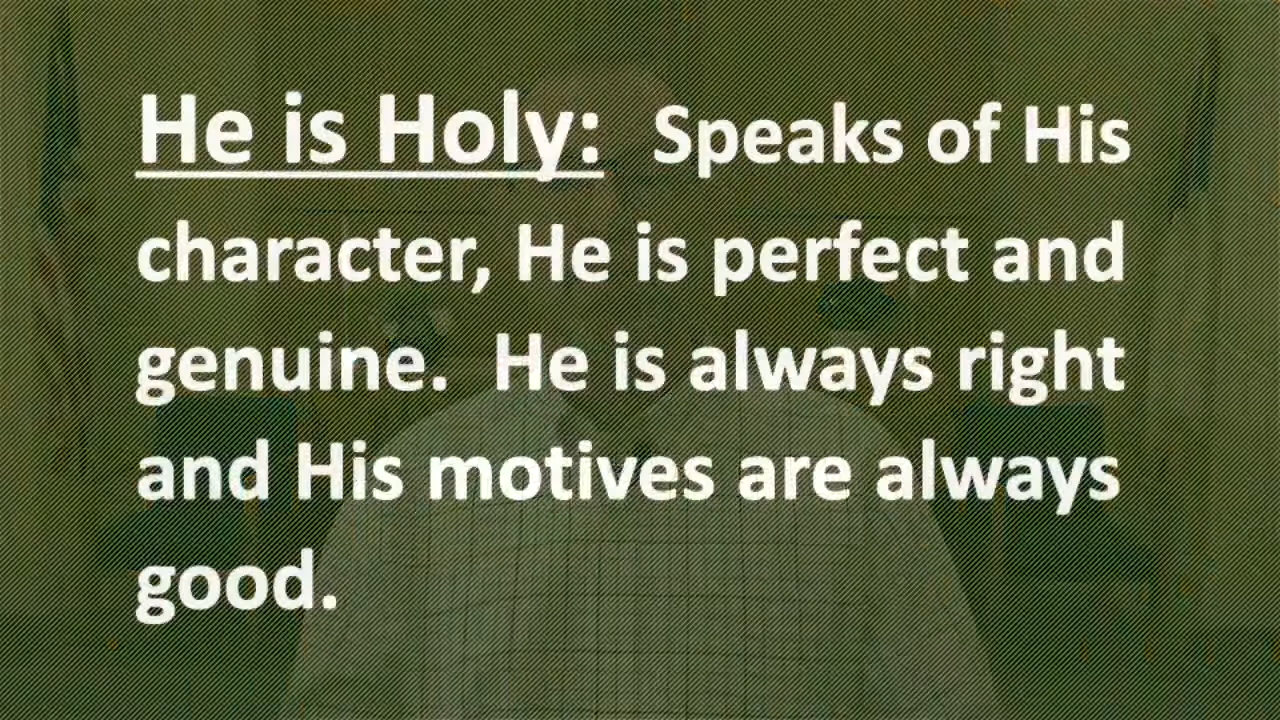 He is Holy:  Speaks of His
character, He is perfect and
genuine.  He is always right
and His motives are always
good.